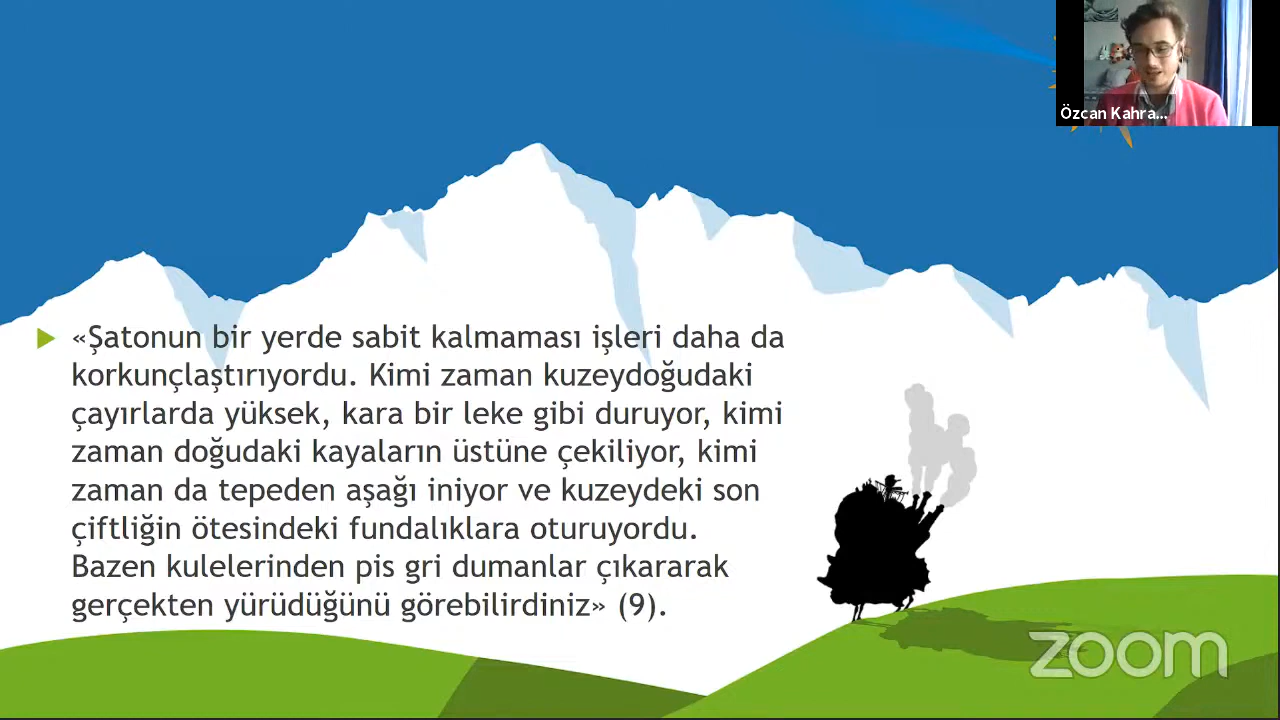 Özcan Kahra...
«Şatonun bir yerde sabit kalmaması işleri daha da
korkunçlaştırıyordu. Kimi zaman kuzeydoğudaki
çayırlarda yüksek, kara bir leke gibi duruyor, kimi
zaman doğudaki kayaların üstüne çekiliyor, kimi
zaman da tepeden aşağı iniyor ve kuzeydeki son
çiftliğin ötesindeki fundalıklara oturuyordu.
Bazen kulelerinden pis gri dumanlar çıkararak
gerçekten yürüdüğünü görebilirdiniz» (9).
zoom